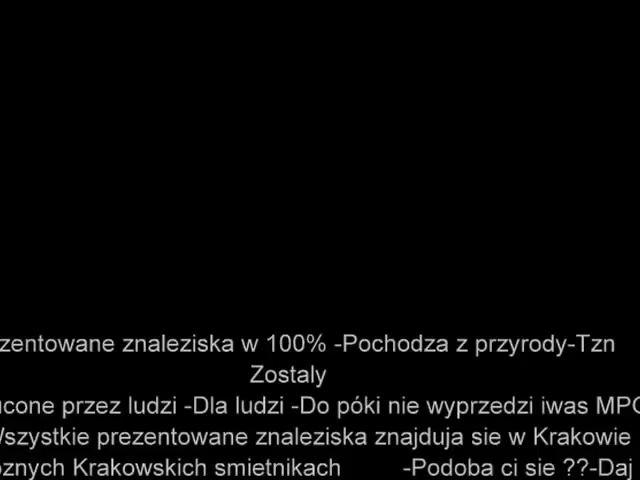 zentowane znaleziska w 100% -Pochodza z przyrody-Tzn
Zostaly
ucone przez ludzi -Dla ludzi -Do póki nie wyprzedzi iwas MPO
Wszystkie prezentowane znaleziska znajduja sie w Krakowie
oznych Krakowskich smietnikach -Podoba ci sie ??-Daj